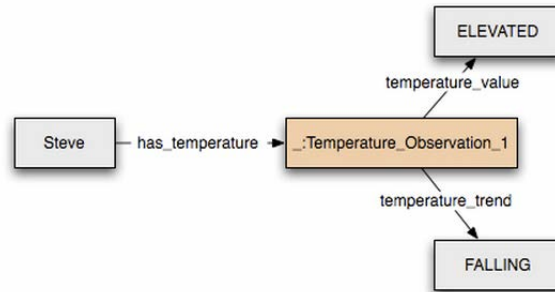 ELEVATED
temperature_value
Steve
has_temperature
_:Temperature_Observation_1
temperature_trend
FALLING